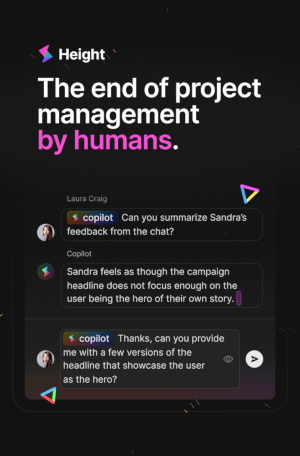 Height
The end of project
management
by humans.
Laura Craig
copilot Can you summarize Sandra's
feedback from the chat?
Copilot
Sandra feels as though the campaign
headline does not focus enough on the
user being the hero of their own story.
copilot Thanks, can you provide
me with a few versions of the
headline that showcase the user
as the hero?